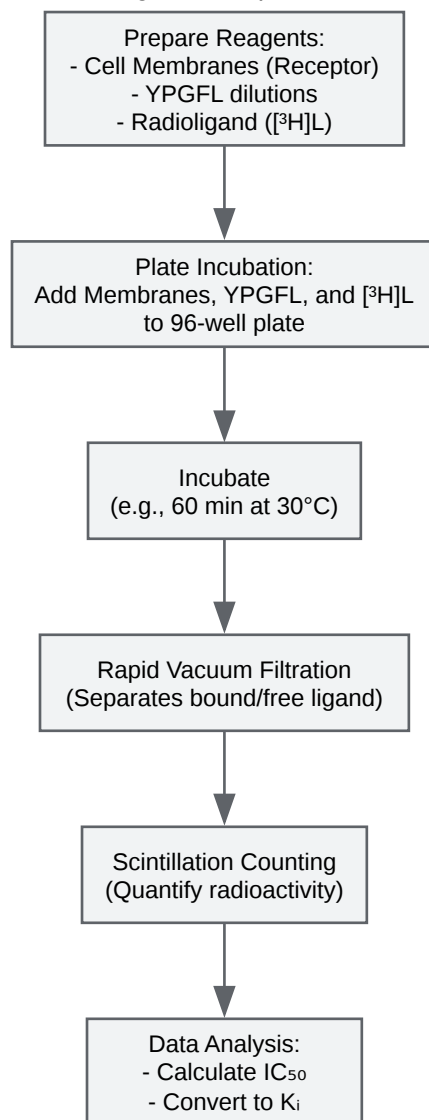 Prepare Reagents:
- Cell Membranes (Receptor)
- YPGFL dilutions
- Radioligand ([³H]L)
Plate Incubation:
Add Membranes, YPGFL, and [³H]L
to 96-well plate
Incubate
(e.g., 60 min at 30°C)
Rapid Vacuum Filtration
(Separates bound/free ligand)
Scintillation Counting
(Quantify radioactivity)
Data Analysis:
- Calculate IC₅₀
- Convert to Kᵢ